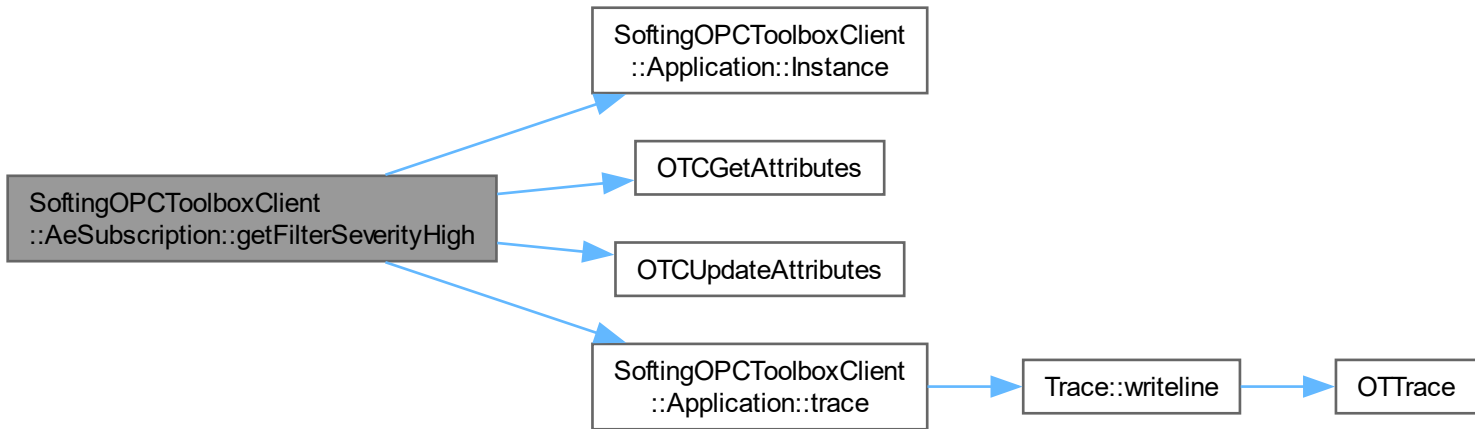 SoftingOPCToolboxClient
::Application::Instance
OTCGetAttributes
SoftingOPCToolboxClient
::AeSubscription::getFilterSeverityHigh
OTCUpdateAttributes
SoftingOPCToolboxClient
::Application::trace
Trace::writeline
OTTrace